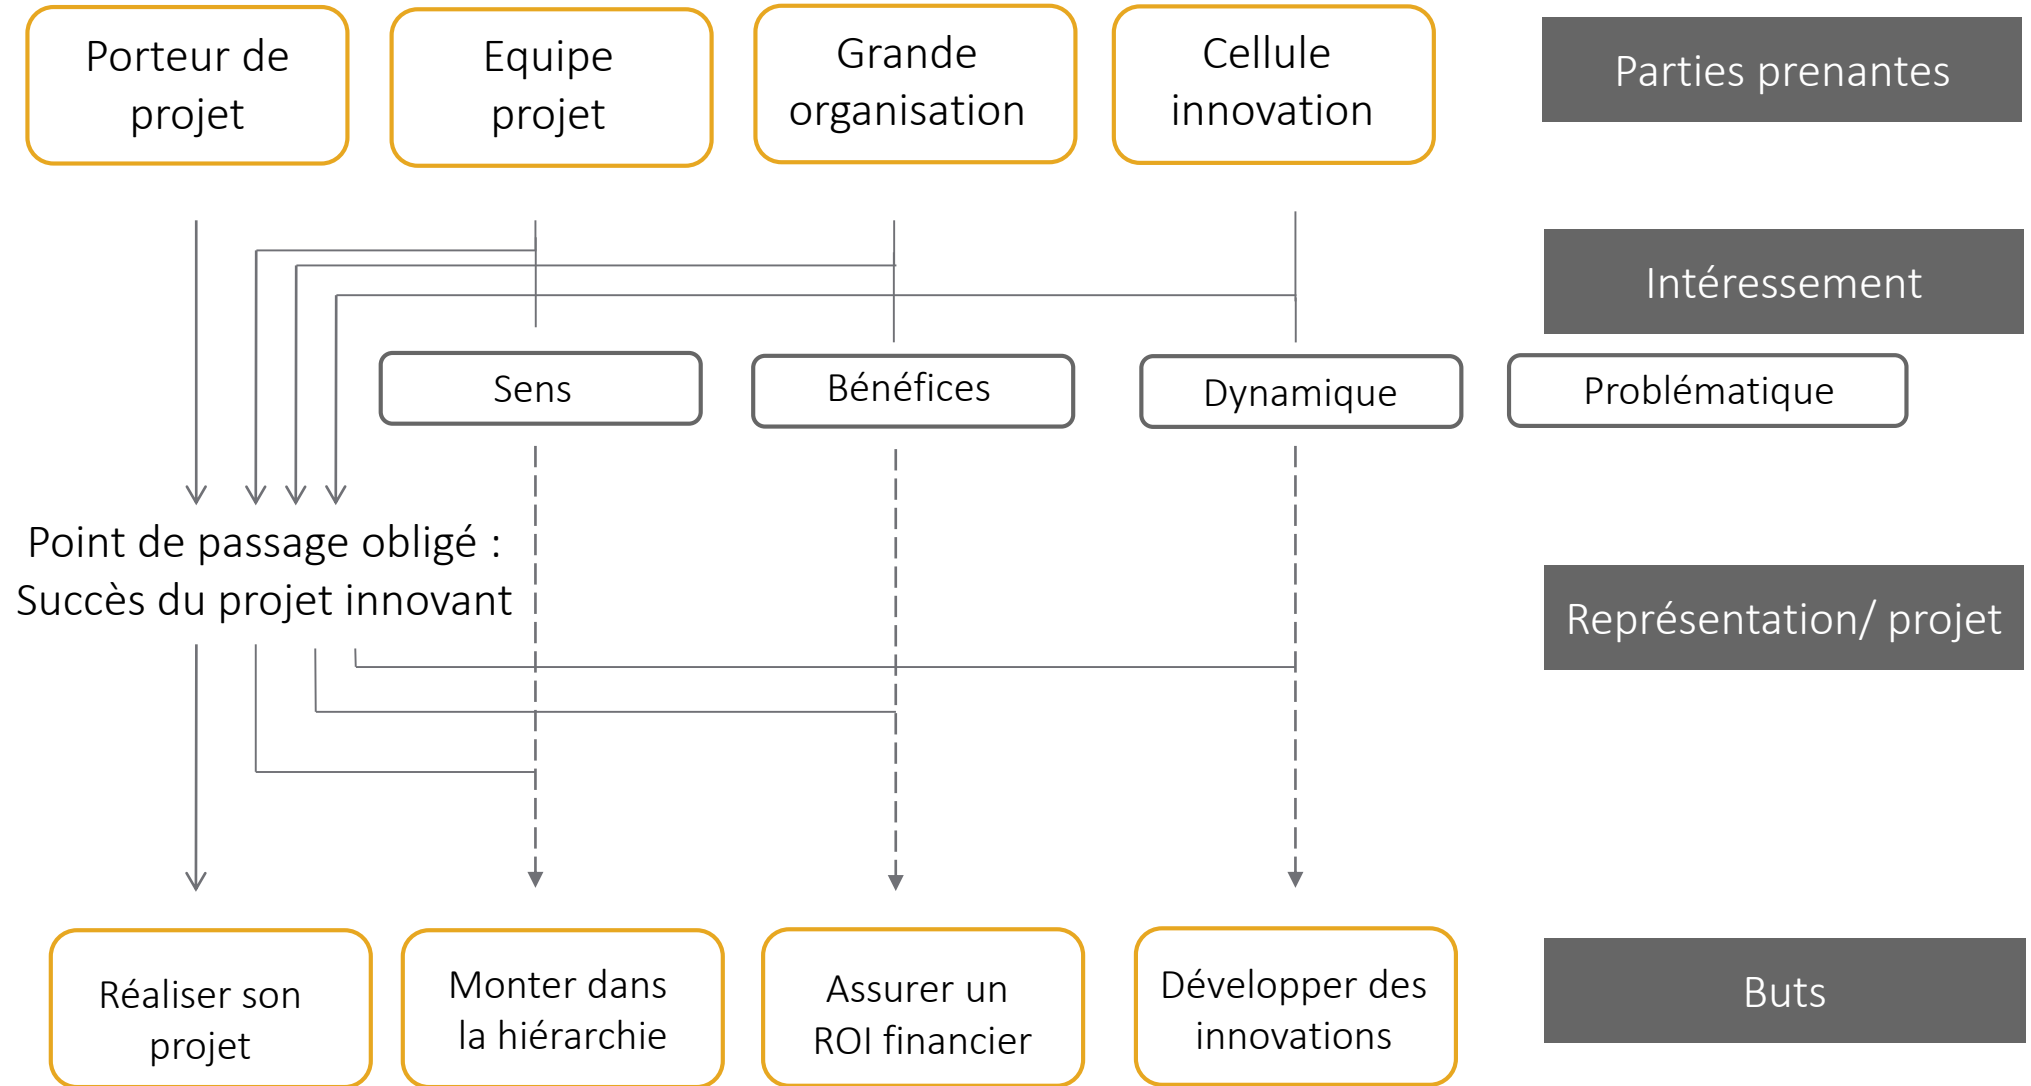 Porteur de
projet
Equipe
projet
Grande
organisation
Cellule
innovation
Parties prenantes
Intéressement
Sens
Bénéfices
Dynamique
Problématique
Point de passage obligé :
Succès du projet innovant
Représentation/ projet
Réaliser son
projet
Monter dans
la hiérarchie
Assurer un
ROI financier
Développer des
innovations
Buts